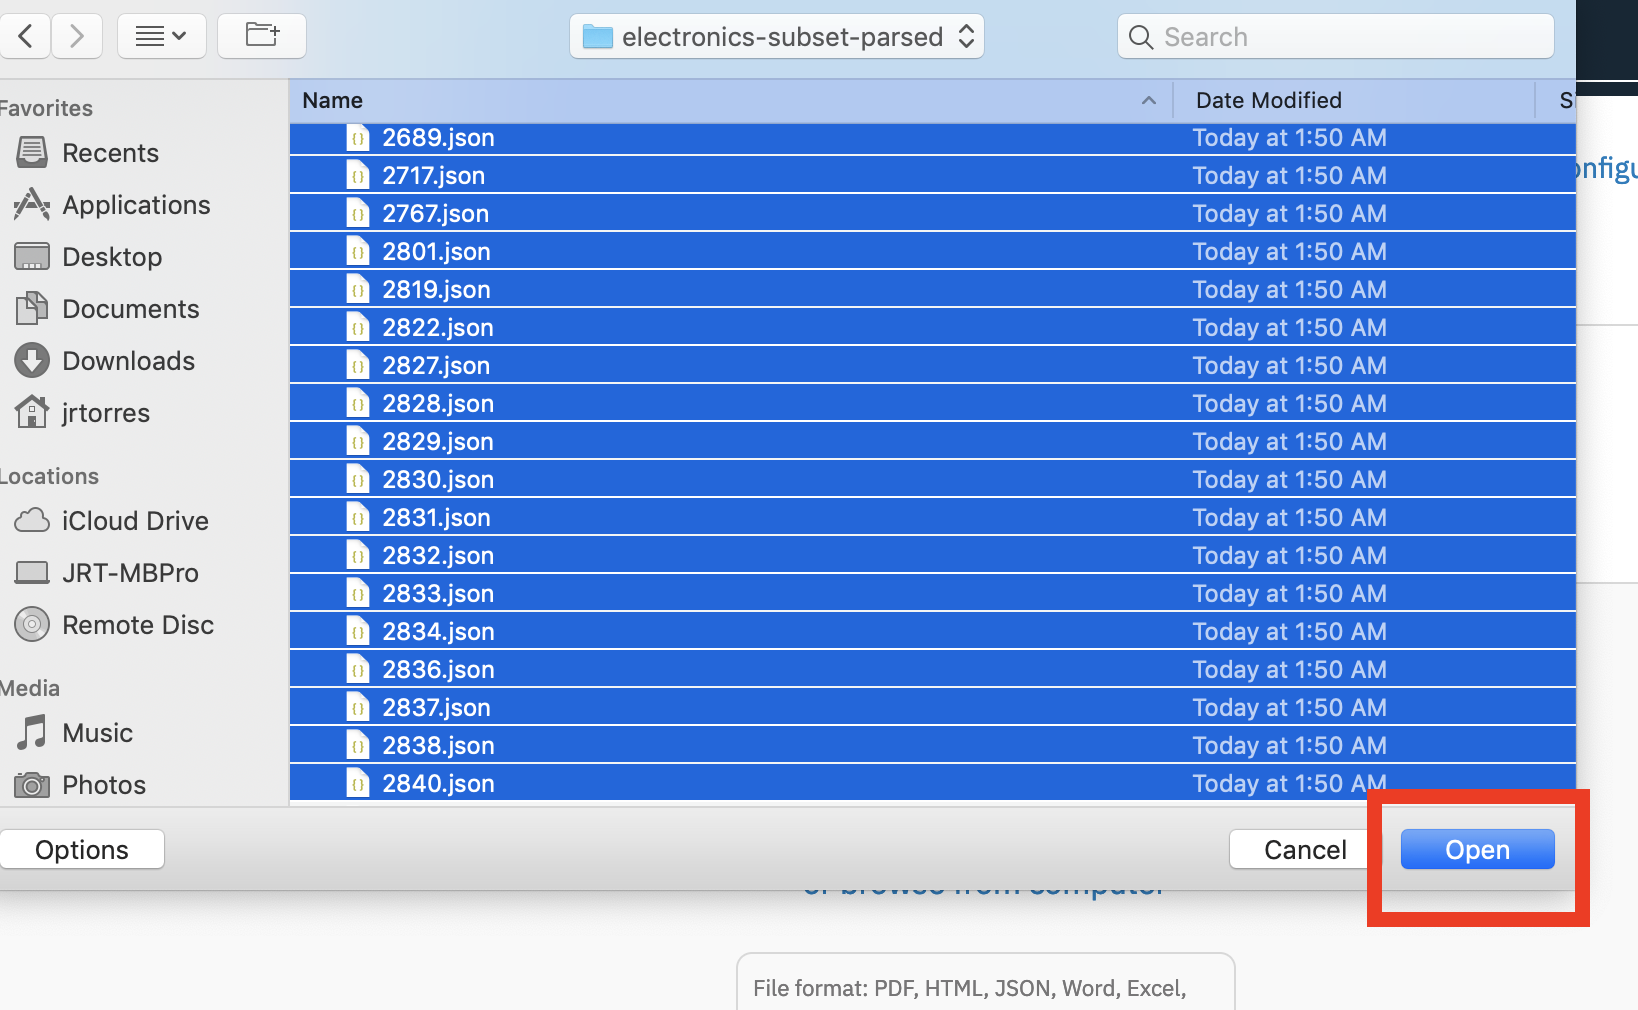 electronics-subset-parsed
Search
Favorites
Recents
Applications
Desktop
Documents
Downloads
jrtorres
Locations
iCloud Drive
JRT-MBPro
Remote Disc
Media
Music
Photos
Name Date Modified S
2689.json Today at 1:50 AM
2717.json Today at 1:50 AM
2767.json Today at 1:50 AM
2801.json Today at 1:50 AM
2819.json Today at 1:50 AM
2822.json Today at 1:50 AM
2827.json Today at 1:50 AM
2828.json Today at 1:50 AM
2829.json Today at 1:50 AM
2830.json Today at 1:50 AM
2831.json Today at 1:50 AM
2832.json Today at 1:50 AM
2833.json Today at 1:50 AM
2834.json Today at 1:50 AM
2836.json Today at 1:50 AM
2837.json Today at 1:50 AM
2838.json Today at 1:50 AM
2840.json Today at 1:50 AM
onfigu
Options Cancel Open
or browse from computer
File format: PDF, HTML, JSON, Word, Excel,